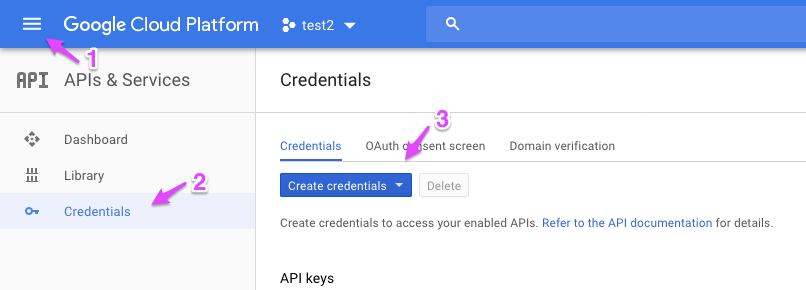 Google Cloud Platform
test2
1
API
APIs & Services
Credentials
Dashboard
Library
Credentials
2
3
Credentials
OAuth consent screen
Domain verification
Create credentials
Delete
Create credentials to access your enabled APIs. Refer to the API documentation for details.
API keys